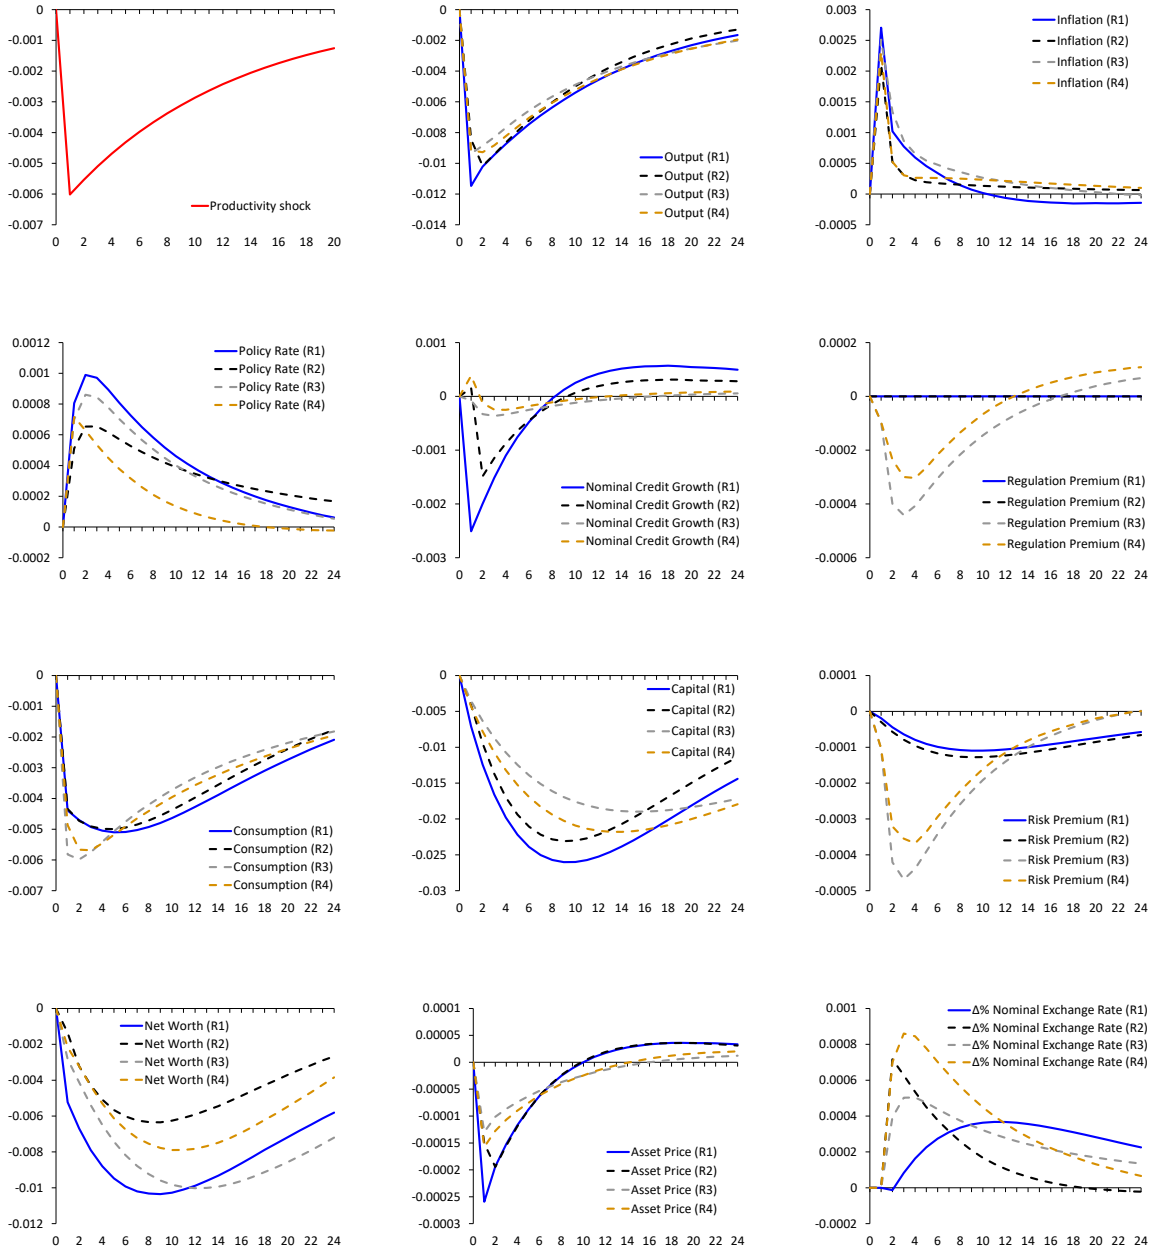 0
-0.001
-0.002
-0.003
-0.004
-0.005
-0.006
-0.007
Productivity shock
0 2 4 6 8 10 12 14 16 18 20
0
-0.002
-0.004
-0.006
-0.008
-0.01
-0.012
-0.014
Output (R1)
Output (R2)
Output (R3)
Output (R4)
0 2 4 6 8 10 12 14 16 18 20 22 24
0.003
0.0025
0.002
0.0015
0.001
0.0005
0
-0.0005
Inflation (R1)
Inflation (R2)
Inflation (R3)
Inflation (R4)
0 2 4 6 8 10 12 14 16 18 20 22 24
0.0012
0.001
0.0008
0.0006
0.0004
0.0002
0
-0.0002
Policy Rate (R1)
Policy Rate (R2)
Policy Rate (R3)
Policy Rate (R4)
0 2 4 6 8 10 12 14 16 18 20 22 24
0.001
0
-0.001
-0.002
-0.003
Nominal Credit Growth (R1)
Nominal Credit Growth (R2)
Nominal Credit Growth (R3)
Nominal Credit Growth (R4)
0 2 4 6 8 10 12 14 16 18 20 22 24
0.0002
0
-0.0002
-0.0004
-0.0006
Regulation Premium (R1)
Regulation Premium (R2)
Regulation Premium (R3)
Regulation Premium (R4)
0 2 4 6 8 10 12 14 16 18 20 22 24
0
-0.001
-0.002
-0.003
-0.004
-0.005
-0.006
-0.007
Consumption (R1)
Consumption (R2)
Consumption (R3)
Consumption (R4)
0 2 4 6 8 10 12 14 16 18 20 22 24
0
-0.005
-0.01
-0.015
-0.02
-0.025
-0.03
Capital (R1)
Capital (R2)
Capital (R3)
Capital (R4)
0 2 4 6 8 10 12 14 16 18 20 22 24
0.0001
0
-0.0001
-0.0002
-0.0003
-0.0004
-0.0005
Risk Premium (R1)
Risk Premium (R2)
Risk Premium (R3)
Risk Premium (R4)
0 2 4 6 8 10 12 14 16 18 20 22 24
0
-0.002
-0.004
-0.006
-0.008
-0.01
-0.012
Net Worth (R1)
Net Worth (R2)
Net Worth (R3)
Net Worth (R4)
0 2 4 6 8 10 12 14 16 18 20 22 24
0.0001
0.00005
0
-0.00005
-0.0001
-0.00015
-0.0002
-0.00025
-0.0003
Asset Price (R1)
Asset Price (R2)
Asset Price (R3)
Asset Price (R4)
0 2 4 6 8 10 12 14 16 18 20 22 24
0.001
0.0008
0.0006
0.0004
0.0002
0
-0.0002
Δ% Nominal Exchange Rate (R1)
Δ% Nominal Exchange Rate (R2)
Δ% Nominal Exchange Rate (R3)
Δ% Nominal Exchange Rate (R4)
0 2 4 6 8 10 12 14 16 18 20 22 24